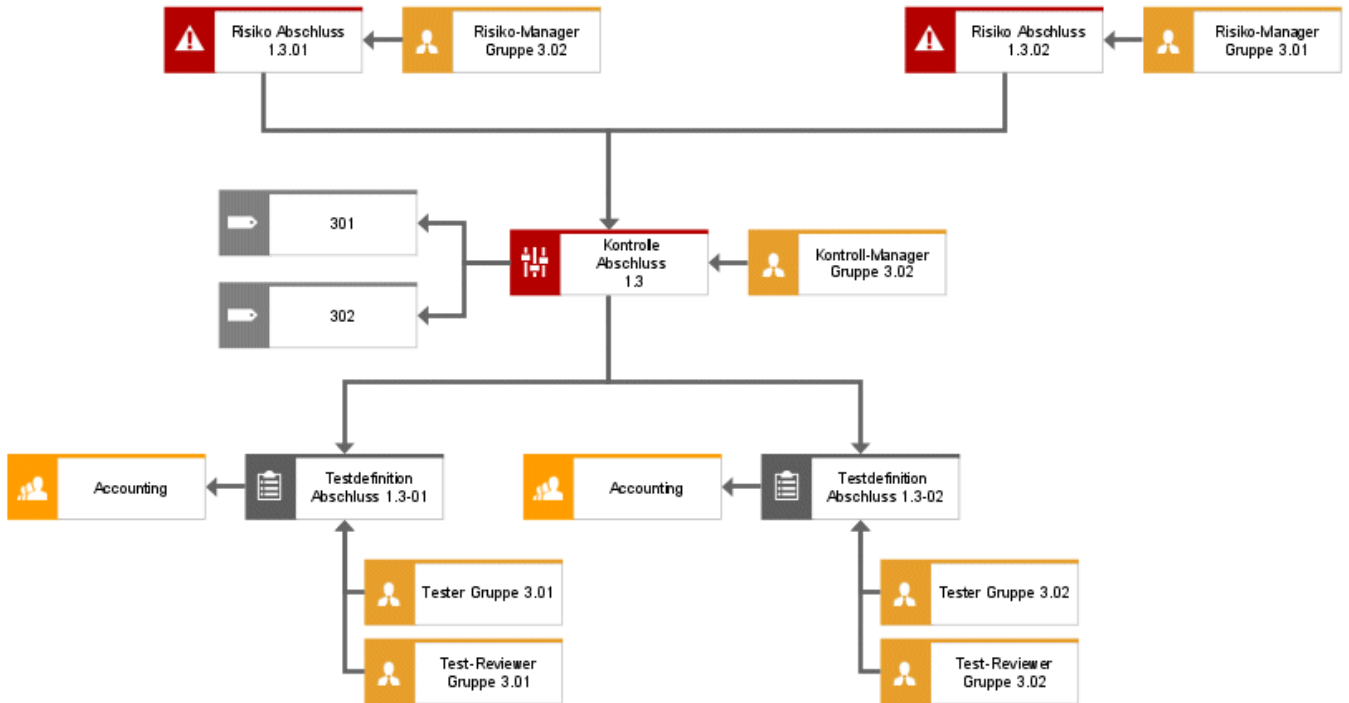 Risiko Abschluss
1.3.01
Risiko-Manager
Gruppe 3.02
Risiko Abschluss
1.3.02
Risiko-Manager
Gruppe 3.01
301
302
Kontrolle
Abschluss
1.3
Kontroll-Manager
Gruppe 3.02
Accounting
Testdefinition
Abschluss 1.3-01
Accounting
Testdefinition
Abschluss 1.3-02
Tester Gruppe 3.01
Test-Reviewer
Gruppe 3.01
Tester Gruppe 3.02
Test-Reviewer
Gruppe 3.02